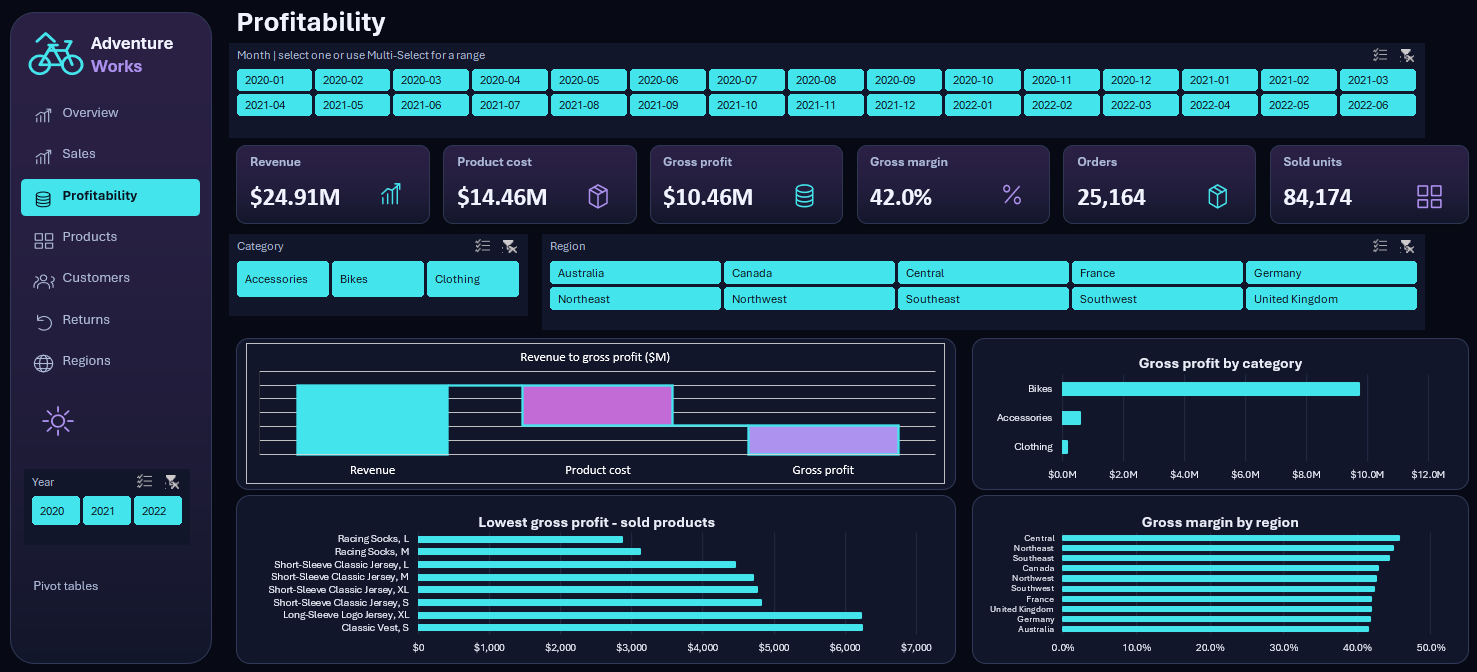 Adventure
Works
Overview
Sales
Profitability
Products
Customers
Returns
Regions
Year
2020 2021 2022
Pivot tables
Profitability
Month | select one or use Multi-Select for a range
2020-01 2020-02 2020-03 2020-04 2020-05 2020-06 2020-07 2020-08 2020-09 2020-10 2020-11 2020-12 2021-01 2021-02 2021-03
2021-04 2021-05 2021-06 2021-07 2021-08 2021-09 2021-10 2021-11 2021-12 2022-01 2022-02 2022-03 2022-04 2022-05 2022-06
Revenue Product cost Gross profit Gross margin Orders Sold units
$24.91M $14.46M $10.46M 42.0% 25,164 84,174
Category
Accessories Bikes Clothing
Region
Australia Canada Central France Germany
Northeast Northwest Southeast Southwest United Kingdom
Revenue to gross profit ($M)
Revenue Product cost Gross profit
Gross profit by category
Bikes
Accessories
Clothing
$0.0M $2.0M $4.0M $6.0M $8.0M $10.0M $12.0M
Lowest gross profit - sold products
Racing Socks, L
Racing Socks, M
Short-Sleeve Classic Jersey, L
Short-Sleeve Classic Jersey, M
Short-Sleeve Classic Jersey, XL
Short-Sleeve Classic Jersey, S
Long-Sleeve Logo Jersey, XL
Classic Vest, S
$0 $1,000 $2,000 $3,000 $4,000 $5,000 $6,000 $7,000
Gross margin by region
Central
Northeast
Southeast
Canada
Northwest
Southwest
France
United Kingdom
Germany
Australia
0.0% 10.0% 20.0% 30.0% 40.0% 50.0%